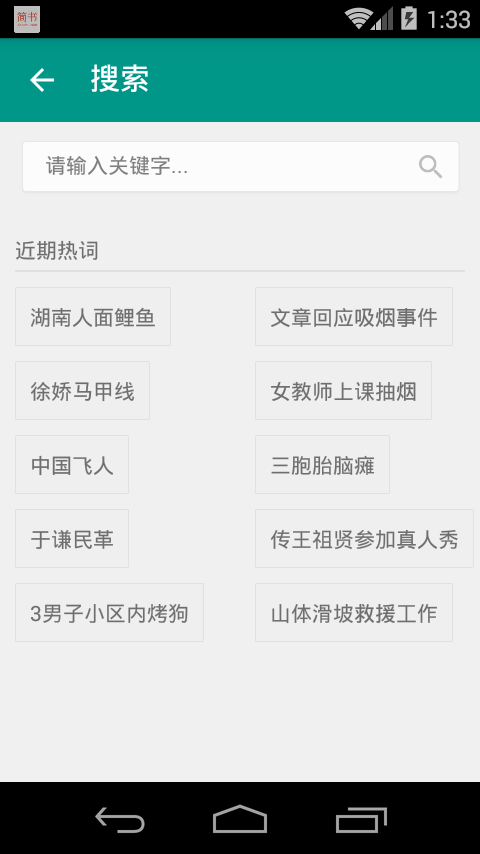 简书
1:33
搜索
请输入关键字...
近期热词
湖南人面鲤鱼
文章回应吸烟事件
徐娇马甲线
女教师上课抽烟
中国飞人
三胞胎脑瘫
于谦民革
传王祖贤参加真人秀
3男子小区内烤狗
山体滑坡救援工作